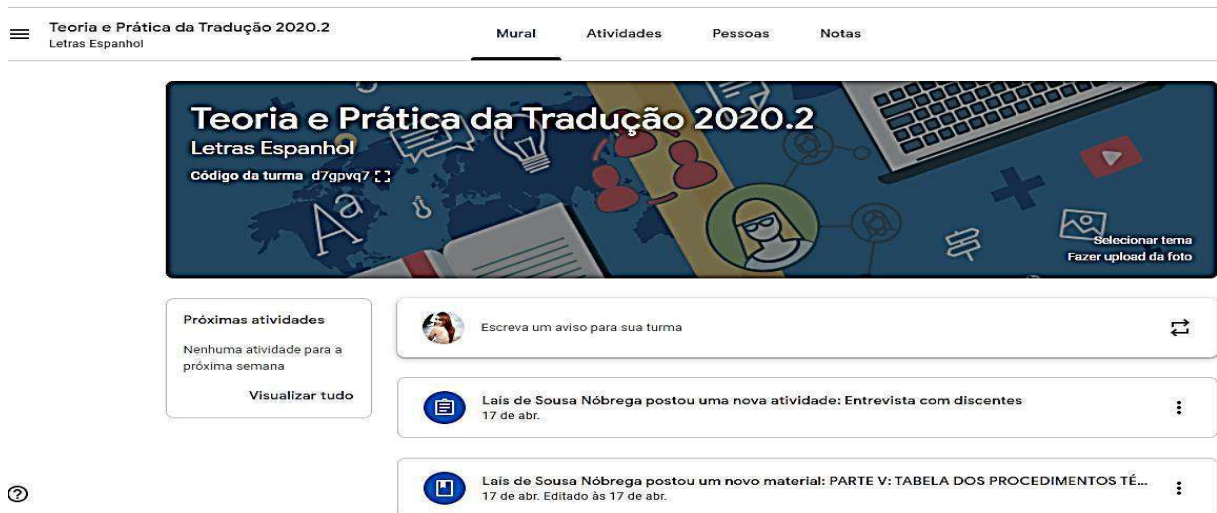 Teoria e Prática da Tradução 2020.2
Letras Espanhol
Mural
Atividades
Pessoas
Notas
Teoria e Prática da Tradução 2020.2
Letras Espanhol
Código da turma d7gpvq7
Aa
Selecionar tema
Fazer upload da foto
Próximas atividades
Nenhuma atividade para a
próxima semana
Visualizar tudo
Escreva um aviso para sua turma
Laís de Sousa Nóbrega postou uma nova atividade: Entrevista com discentes
17 de abr.
Laís de Sousa Nóbrega postou um novo material: PARTE V: TABELA DOS PROCEDIMENTOS TÉ...
17 de abr. Editado às 17 de abr.